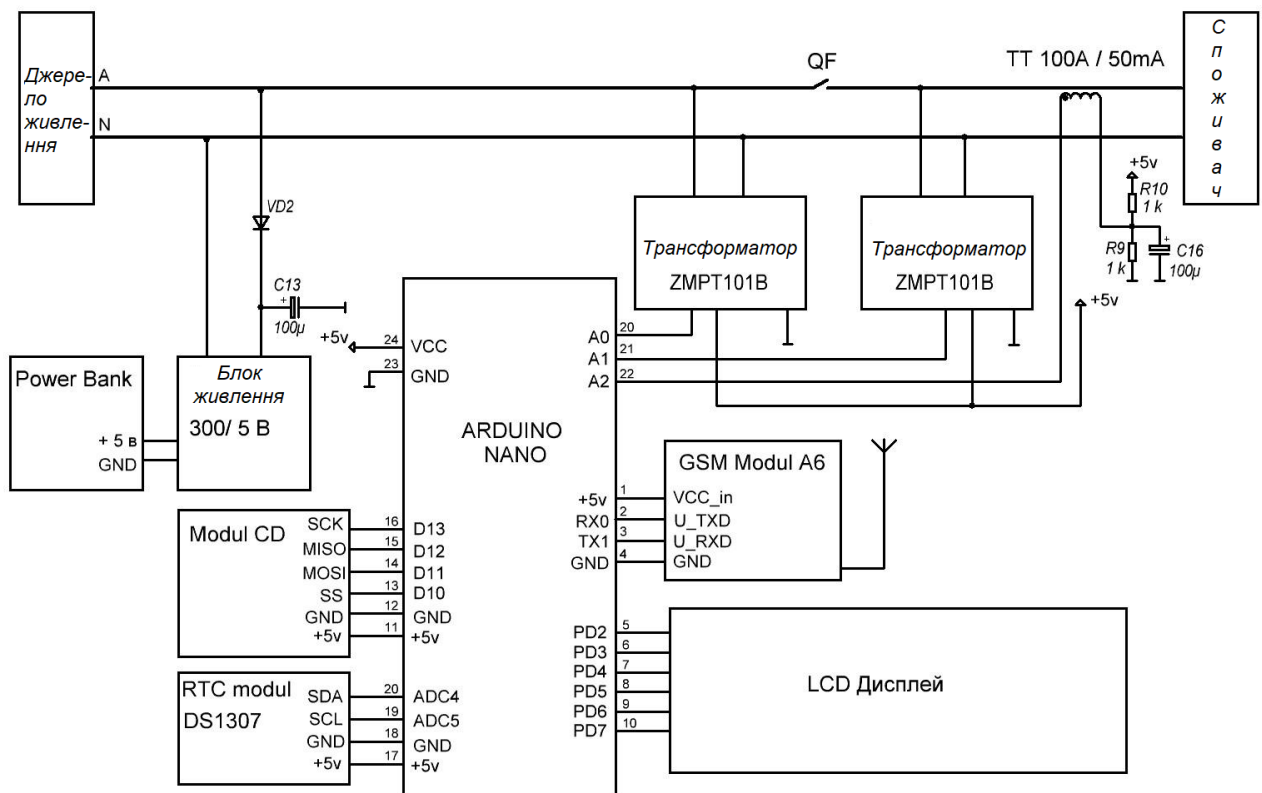 Джере-
ло
живле-
ння
A
N
QF
TT 100A / 50mA
С
п
о
ж
и
в
а
ч
VD2
C13
+
100µ
Трансформатор
ZMPT101B
Трансформатор
ZMPT101B
+5v
R10
1 k
R9
1 k
+
C16
100µ
+5v
Power Bank
+ 5 в
GND
Блок
живлення
300/ 5 В
+5v
24
VCC
23
GND
ARDUINO
NANO
A0
20
A1
21
A2
22
GSM Modul A6
+5v
1
VCC_in
RX0
2
U_TXD
TX1
3
U_RXD
GND
4
GND
Modul CD
SCK
16
D13
MISO
15
D12
MOSI
14
D11
SS
13
D10
GND
12
GND
+5v
11
+5v
RTC modul
DS1307
SDA
20
ADC4
SCL
19
ADC5
GND
18
GND
+5v
17
+5v
PD2
5
PD3
6
PD4
7
PD5
8
PD6
9
PD7
10
LCD Дисплей